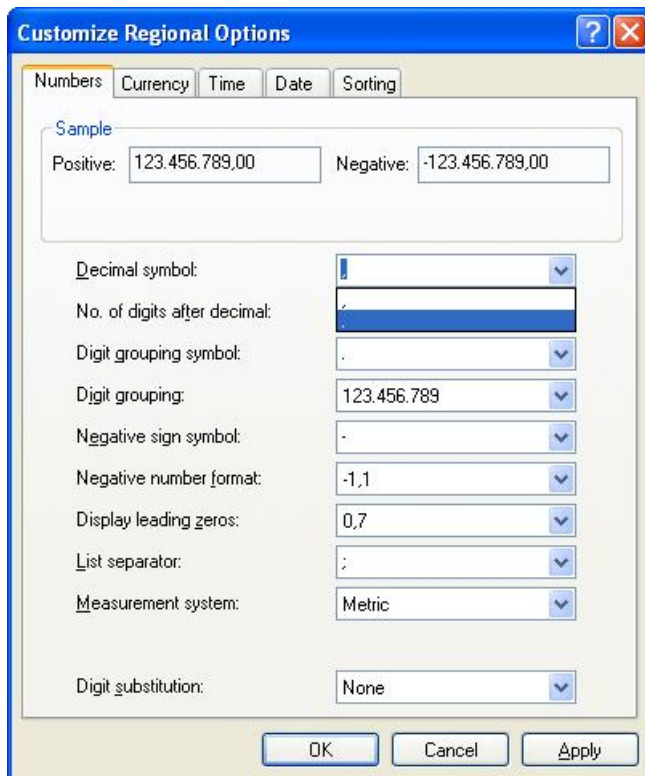 Customize Regional Options
Numbers Currency Time Date Sorting
Sample
Positive: 123.456.789,00 Negative: -123.456.789,00
Decimal symbol: ,
,
.
No. of digits after decimal:
Digit grouping symbol: .
Digit grouping: 123.456.789
Negative sign symbol: -
Negative number format: -1,1
Display leading zeros: 0,7
List separator: ;
Measurement system: Metric
Digit substitution: None
OK Cancel Apply